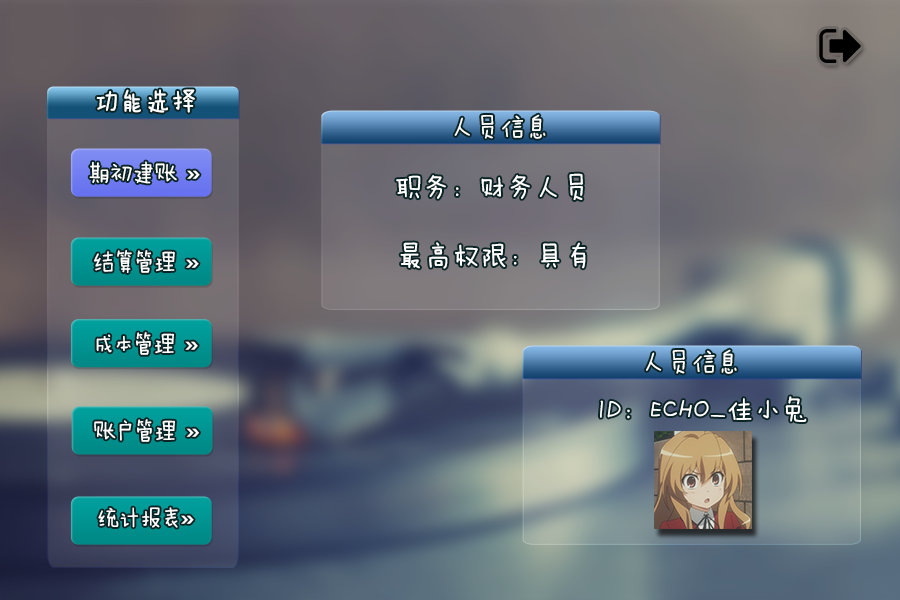 功能选择
期初建账 »
结算管理 »
成本管理 »
账户管理 »
统计报表»
人员信息
职务：财务人员
最高权限：具有
人员信息
ID：ECHO_佳小兔